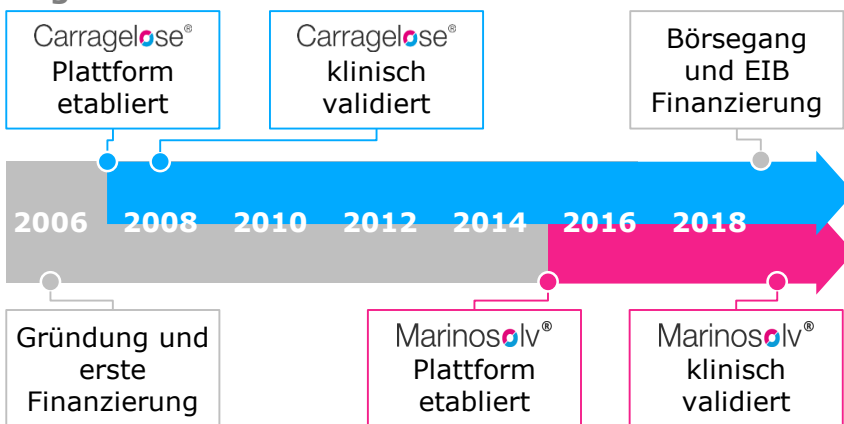 Carragelose®
Plattform
etabliert
Carragelose®
klinisch
validiert
Börsegang
und EIB
Finanzierung
2006 2008 2010 2012 2014 2016 2018
Gründung und
erste
Finanzierung
Marinosolv®
Plattform
etabliert
Marinosolv®
klinisch
validiert